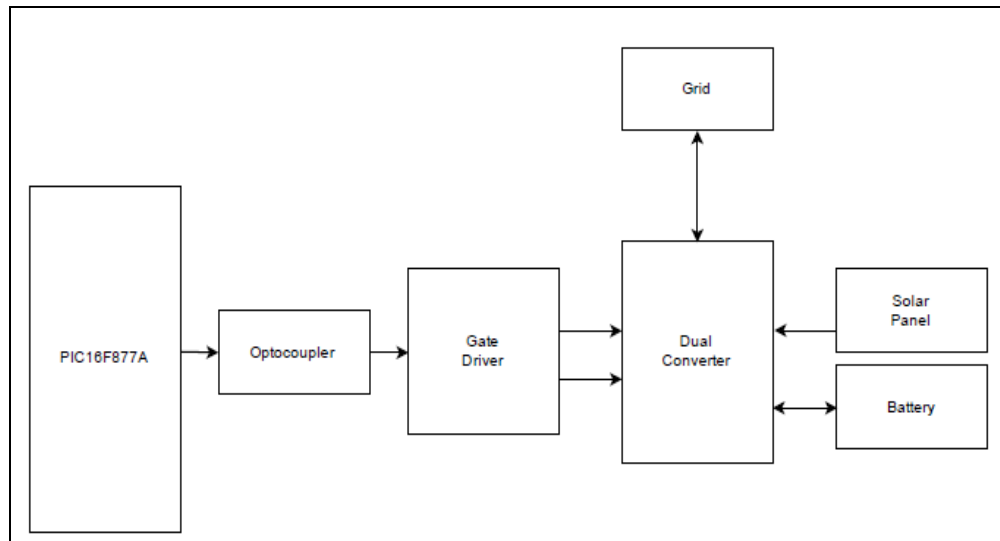 Grid
PIC16F877A
Optocoupler
Gate
Driver
Dual
Converter
Solar
Panel
Battery